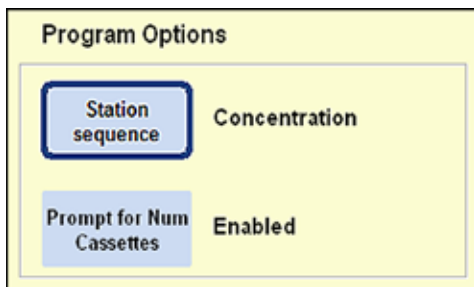 Program Options
Station
sequence
Concentration
Prompt for Num
Cassettes
Enabled